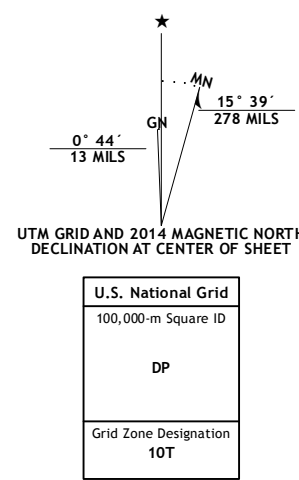 ★
MN
GN
15° 39´
278 MILS
0° 44´
13 MILS
UTM GRID AND 2014 MAGNETIC NORTH
DECLINATION AT CENTER OF SHEET
U.S. National Grid
100,000-m Square ID
DP
Grid Zone Designation
10T